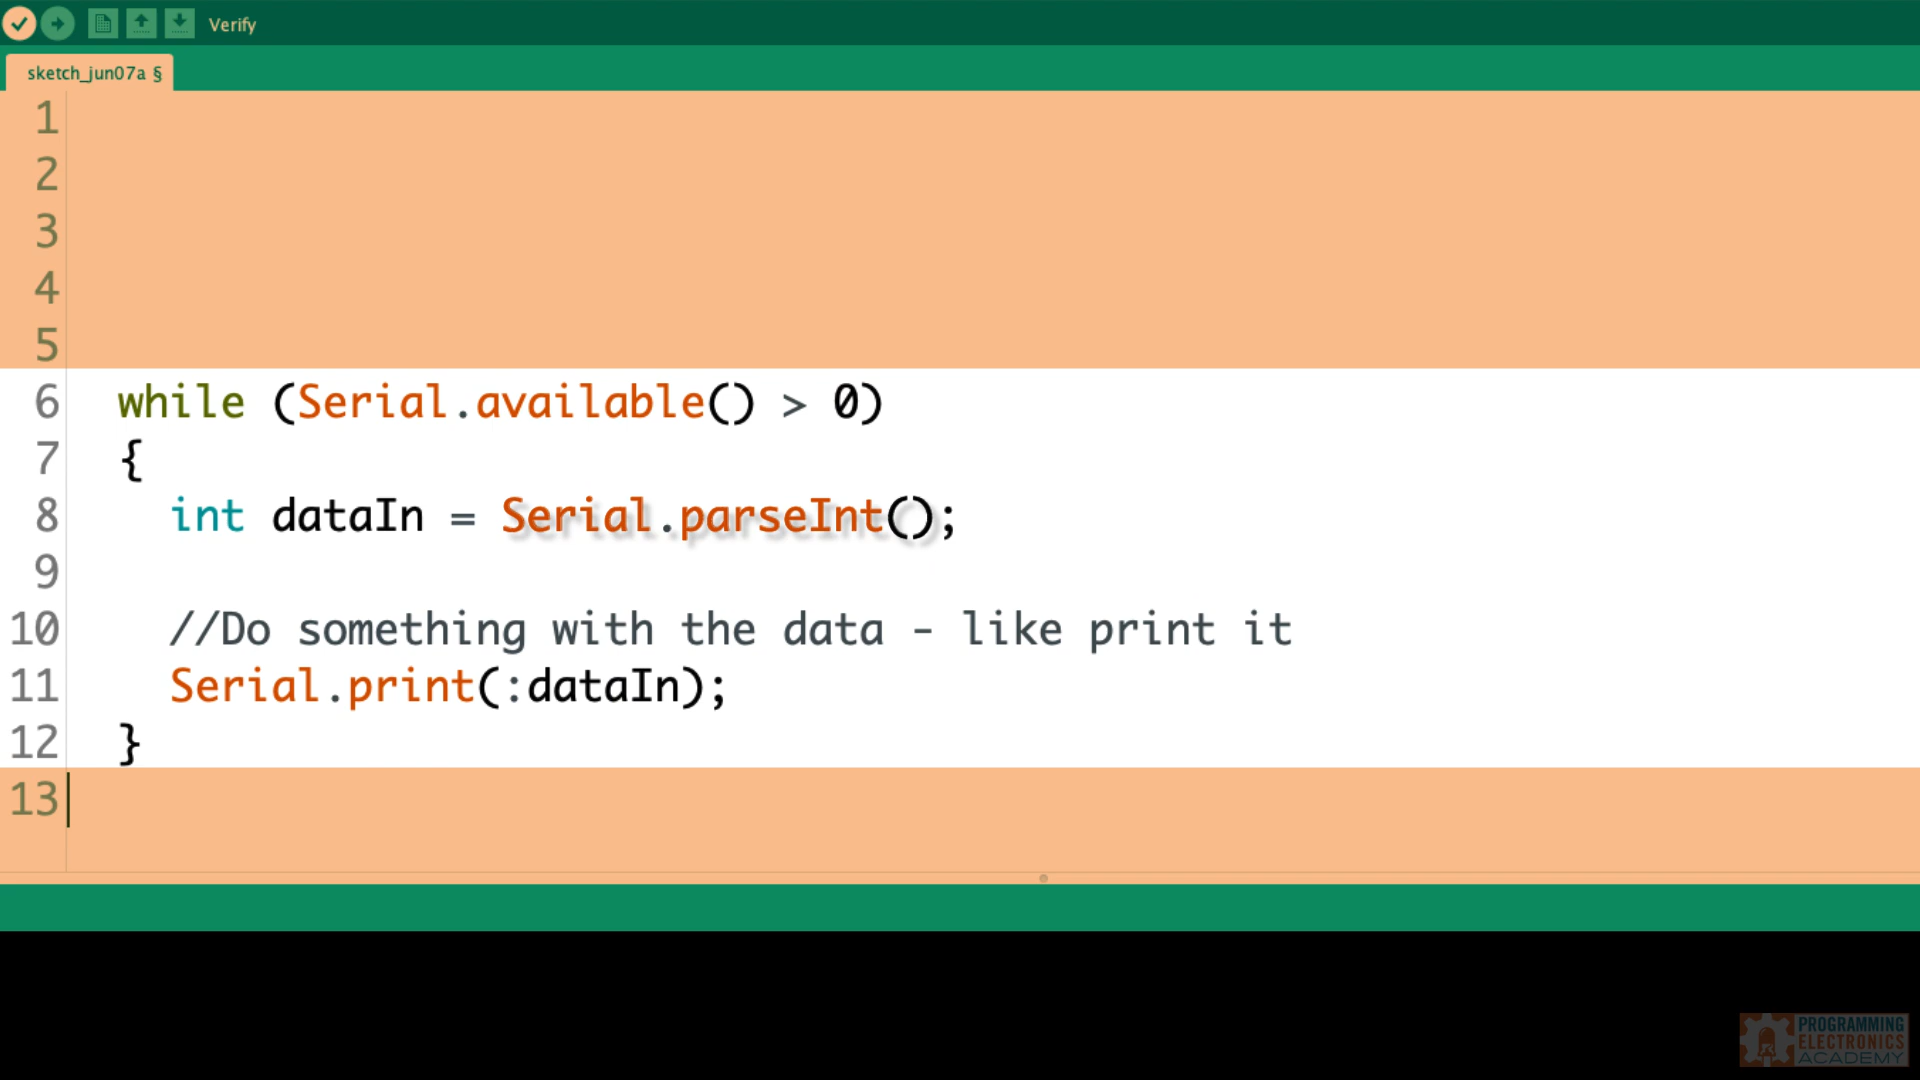 Verify
sketch_jun07a §
1
2
3
4
5
6 while (Serial.available() > 0)
7 {
8 int dataIn = Serial.parseInt();
9
10 //Do something with the data - like print it
11 Serial.print(:dataIn);
12 }
13
PROGRAMMING
ELECTRONICS
ACADEMY